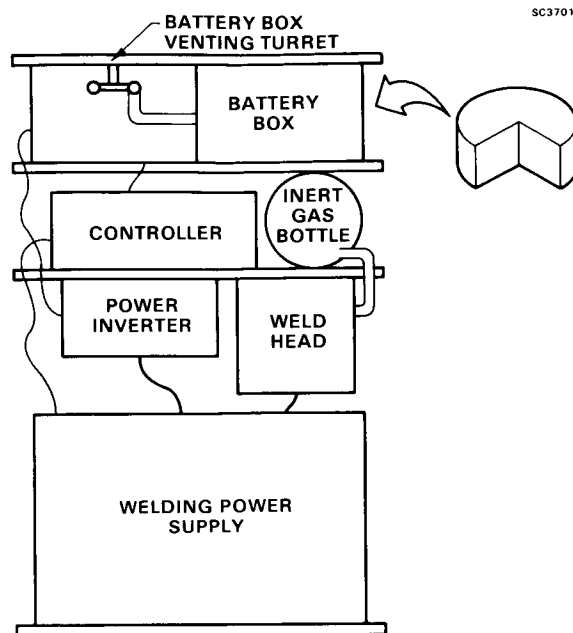 SC3701
BATTERY BOX
VENTING TURRET
BATTERY
BOX
INERT
GAS
BOTTLE
CONTROLLER
POWER
INVERTER
WELD
HEAD
WELDING POWER
SUPPLY